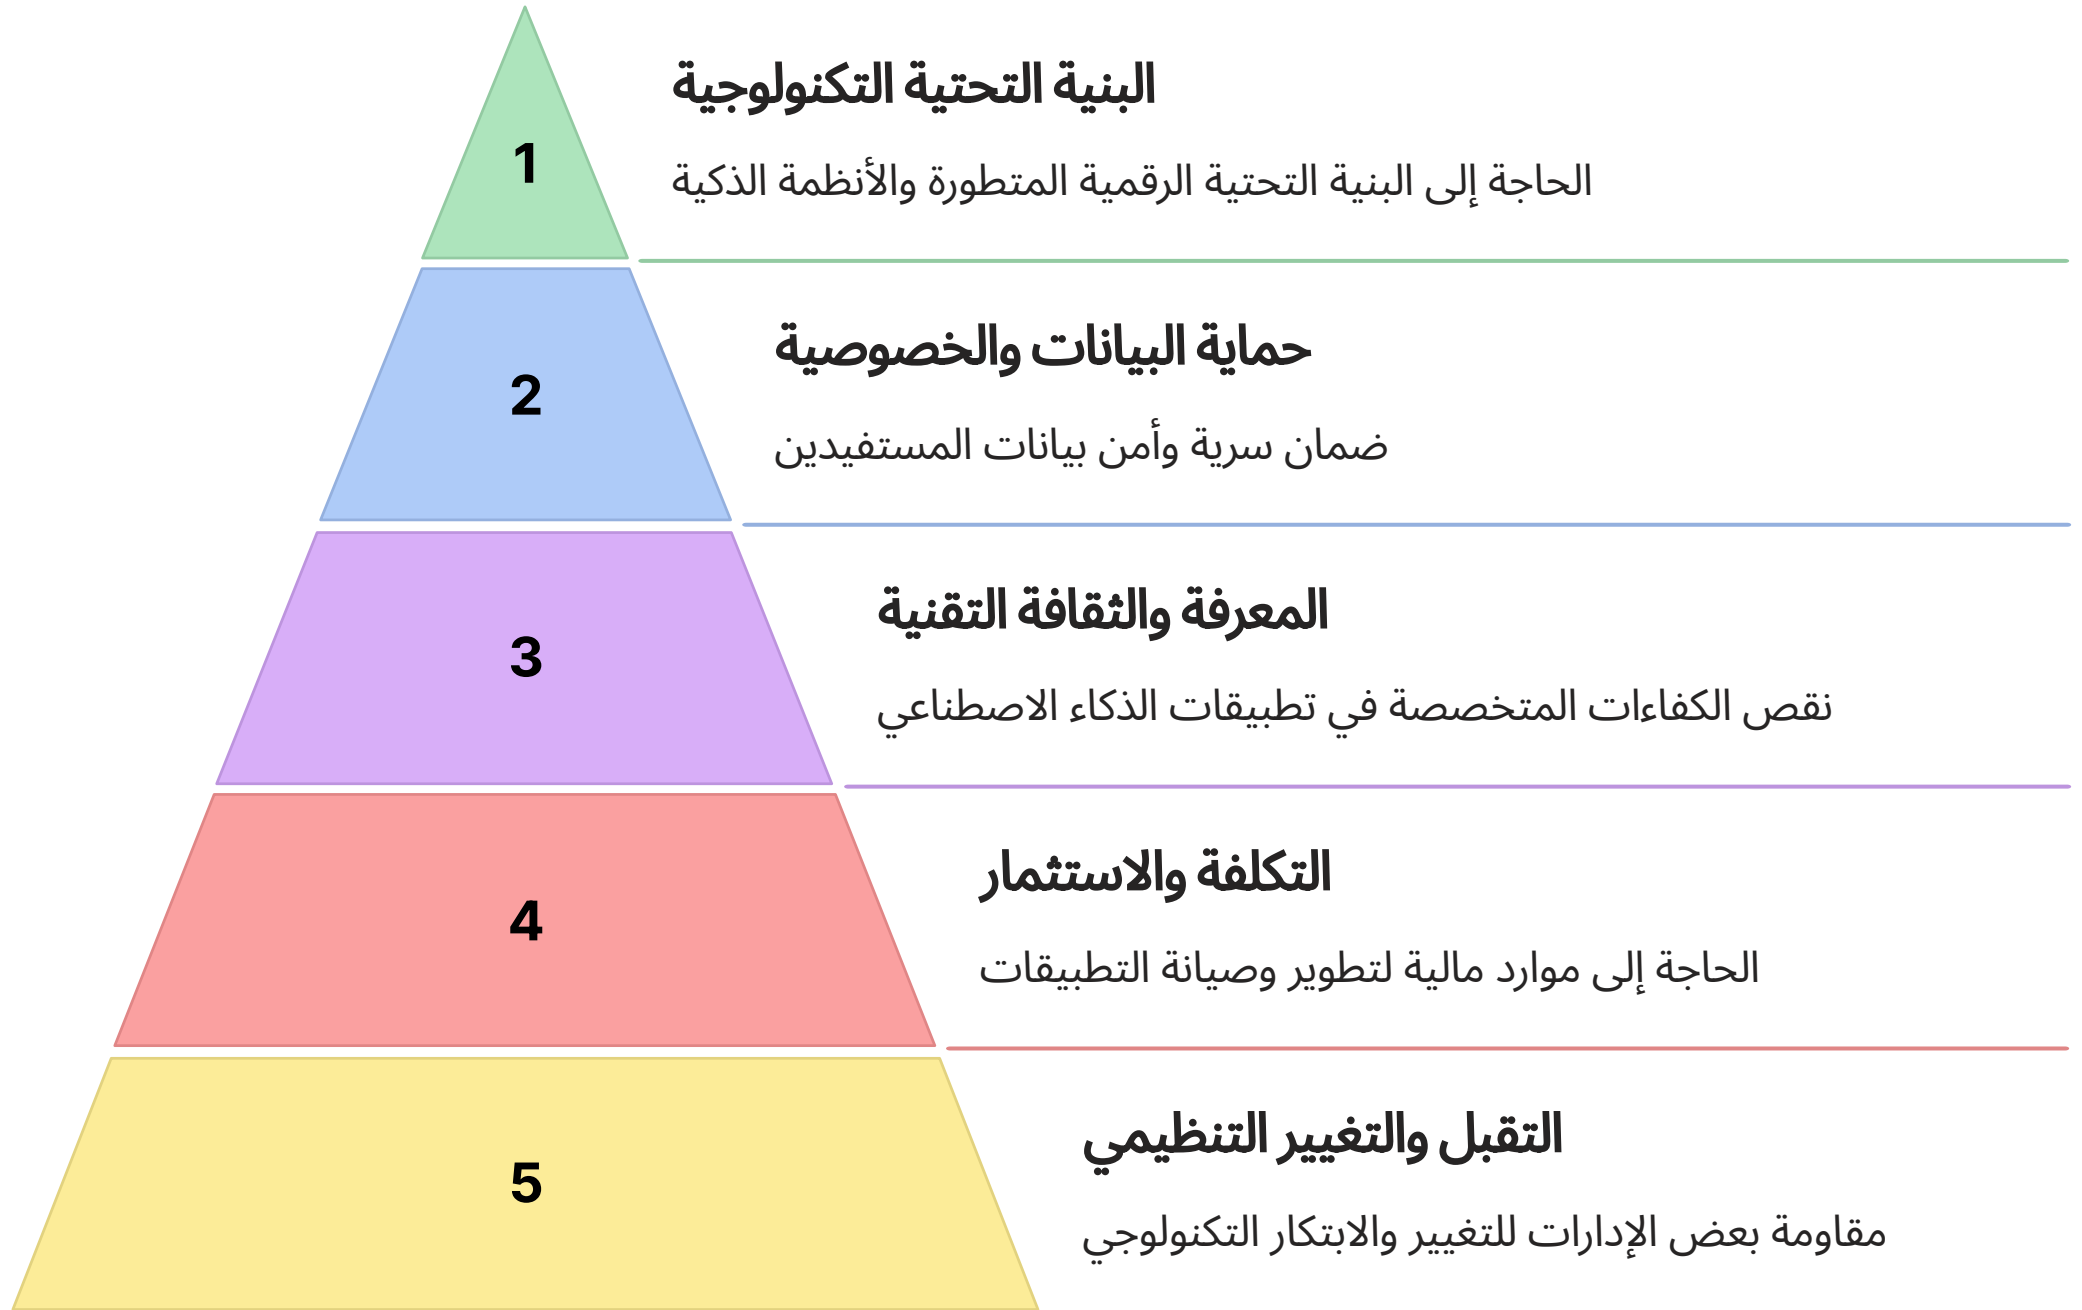 1
البنية التحتية التكنولوجية
الحاجة إلى البنية التحتية الرقمية المتطورة والأنظمة الذكية
2
حماية البيانات والخصوصية
ضمان سرية وأمن بيانات المستفيدين
3
المعرفة والثقافة التقنية
نقص الكفاءات المتخصصة في تطبيقات الذكاء الاصطناعي
4
التكلفة والاستثمار
الحاجة إلى موارد مالية لتطوير وصيانة التطبيقات
5
التقبل والتغيير التنظيمي
مقاومة بعض الإدارات للتغيير والابتكار التكنولوجي